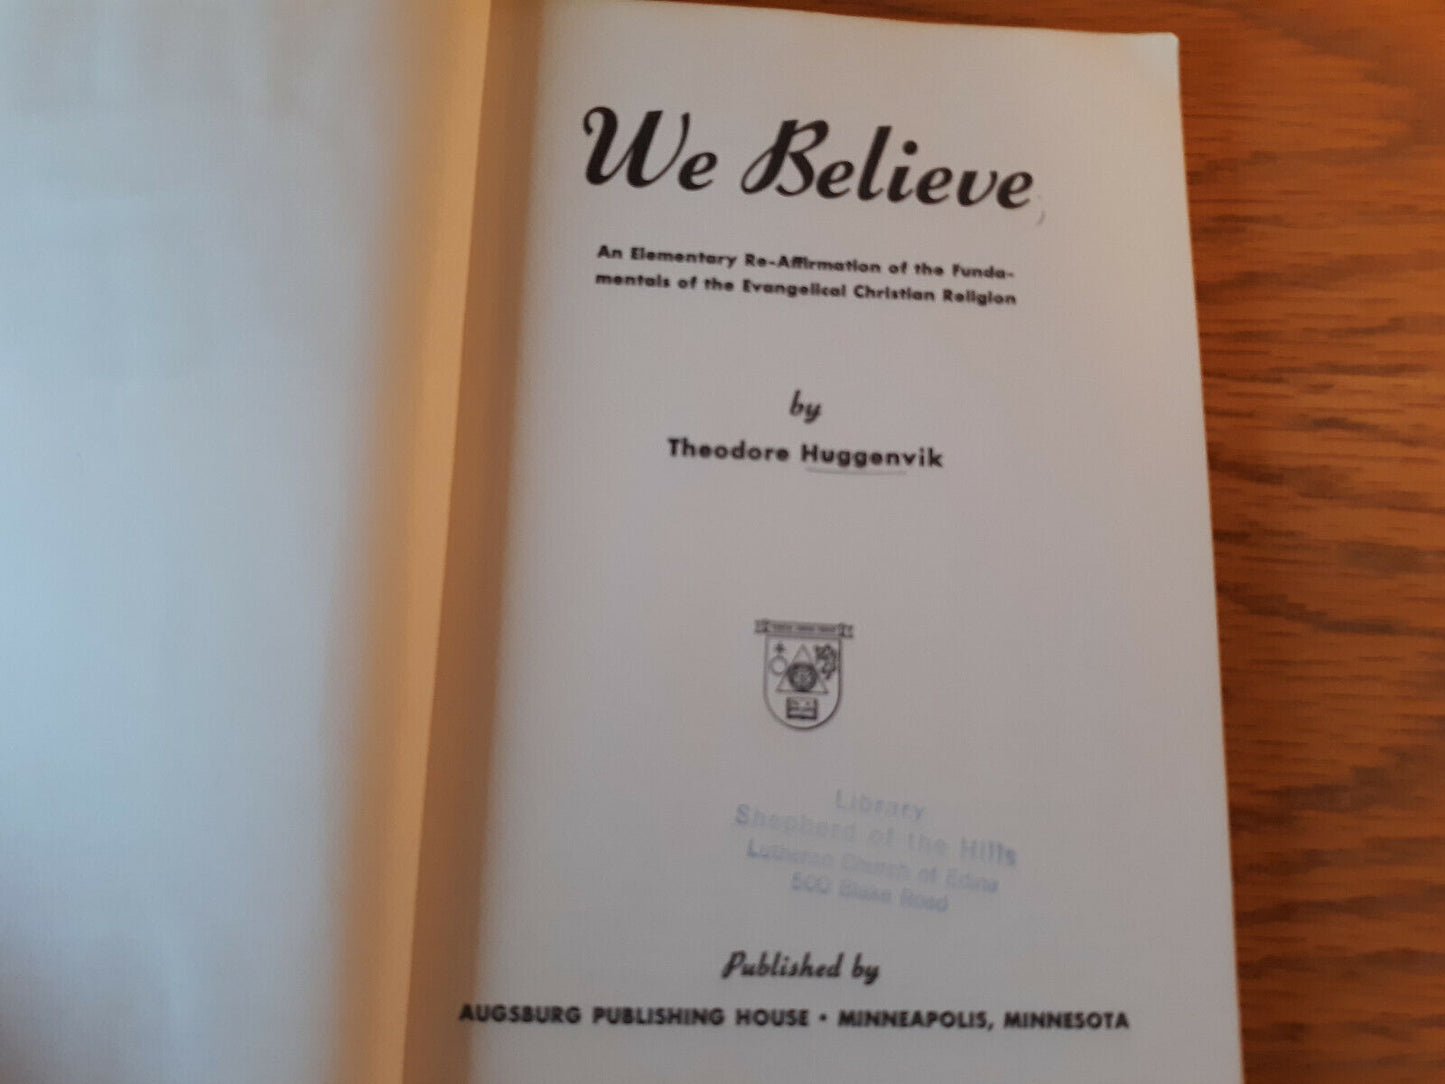 We Believe
An Elementary Re-Affirmation of the Funda-
mentals of the Evangelical Christian Religion
by
Theodore Huggenvik
Library
Shepherd of the Hills
Lutheran Church of Edina
500 Blake Road
Published by
AUGSBURG PUBLISHING HOUSE • MINNEAPOLIS, MINNESOTA